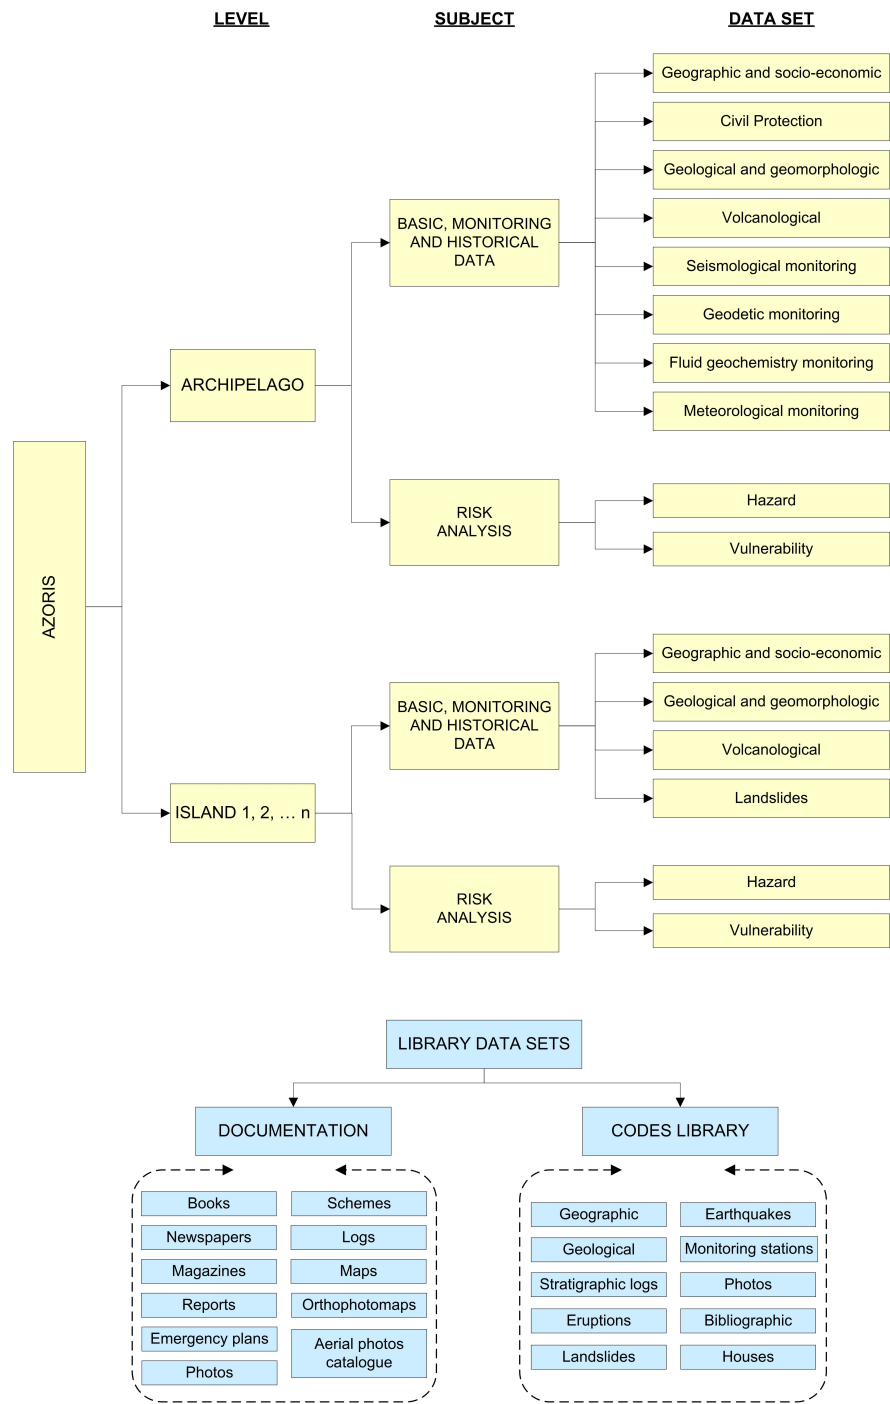 LEVEL
SUBJECT
DATA SET
AZORIS
ARCHIPELAGO
BASIC, MONITORING
AND HISTORICAL
DATA
Geographic and socio-economic
Civil Protection
Geological and geomorphologic
Volcanological
Seismological monitoring
Geodetic monitoring
Fluid geochemistry monitoring
Meteorological monitoring
RISK
ANALYSIS
Hazard
Vulnerability
ISLAND 1, 2, … n
BASIC, MONITORING
AND HISTORICAL
DATA
Geographic and socio-economic
Geological and geomorphologic
Volcanological
Landslides
RISK
ANALYSIS
Hazard
Vulnerability
LIBRARY DATA SETS
DOCUMENTATION
Books
Newspapers
Magazines
Reports
Emergency plans
Photos
Schemes
Logs
Maps
Orthophotomaps
Aerial photos
catalogue
CODES LIBRARY
Geographic
Geological
Stratigraphic logs
Eruptions
Landslides
Earthquakes
Monitoring stations
Photos
Bibliographic
Houses